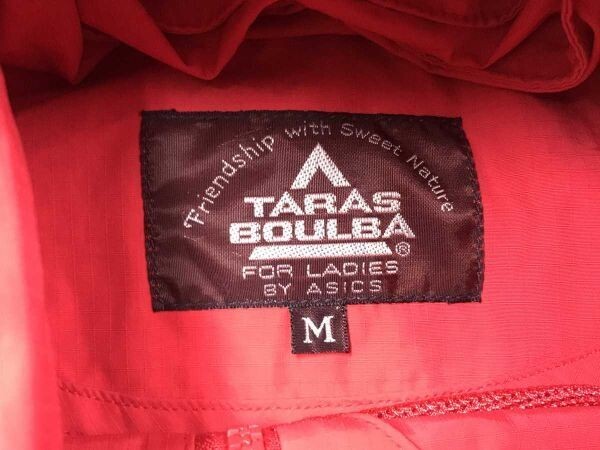 Friendship with Sweet Nature
TARAS
BOULBA®
FOR LADIES
BY ASICS
M